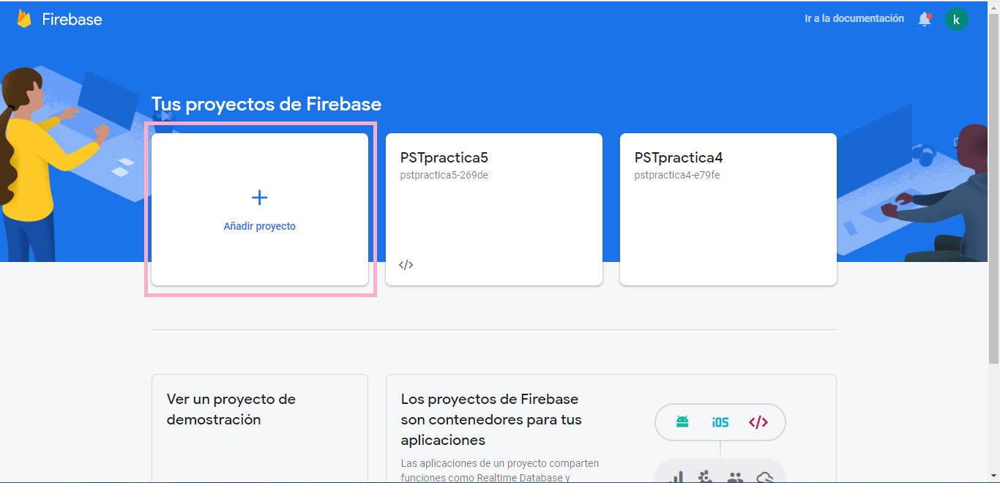 Firebase
Ir a la documentación
k
Tus proyectos de Firebase
+
Añadir proyecto
PSTpractica5
pstpractica5-269de
</>
PSTpractica4
pstpractica4-e79fe
Ver un proyecto de
demostración
Los proyectos de Firebase
son contenedores para tus
aplicaciones
Las aplicaciones de un proyecto comparten
funciones como Realtime Database y
iOS
</>